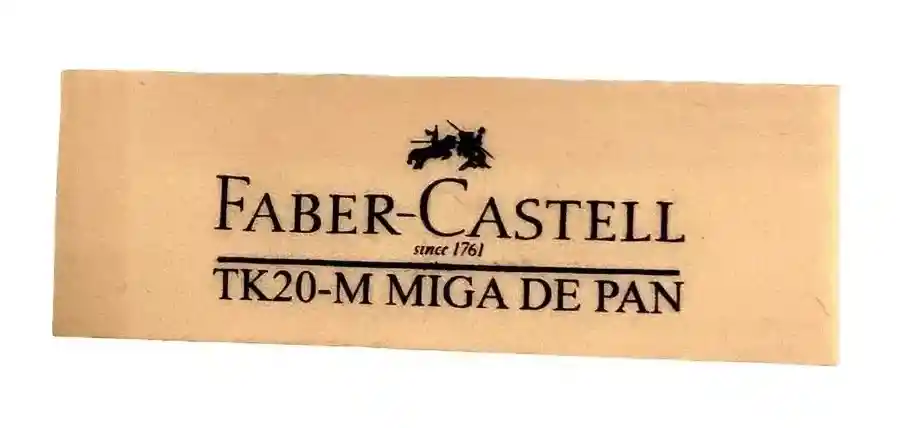 FABER-CASTELL
since 1761
TK20-M MIGA DE PAN